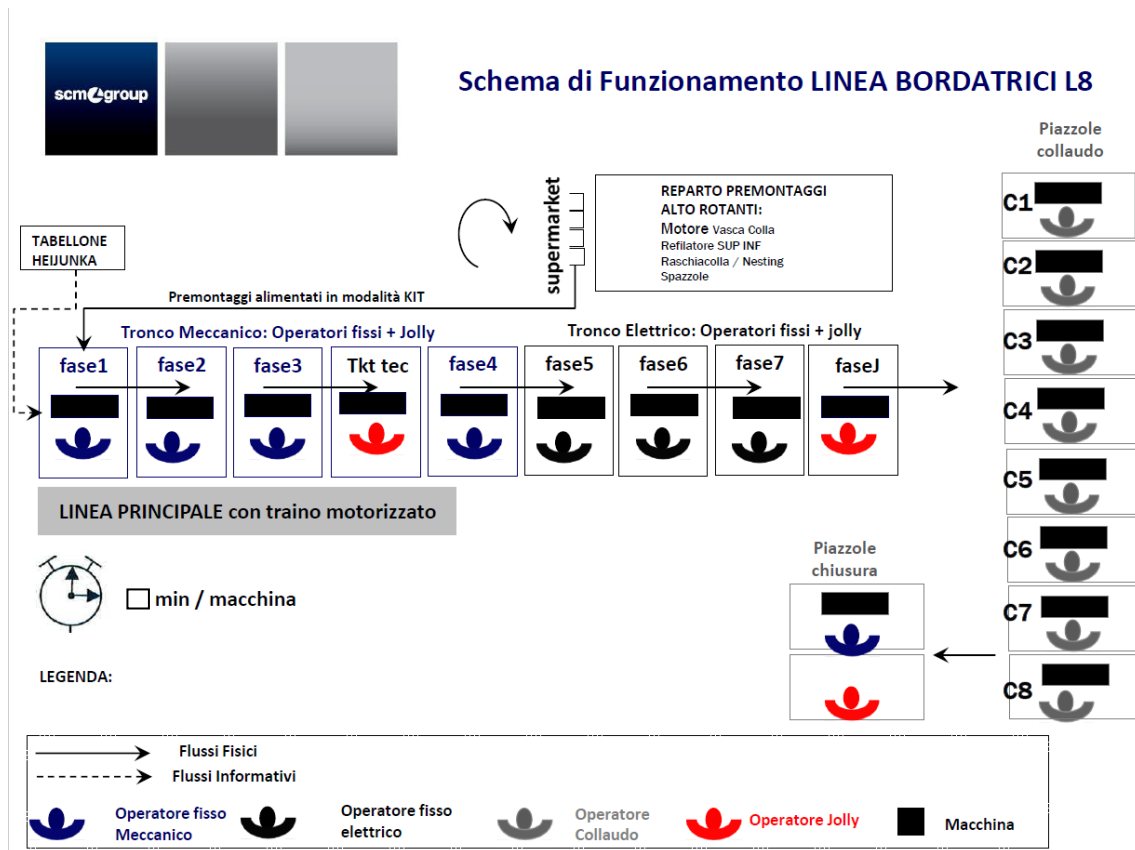 scm group
Schema di Funzionamento LINEA BORDATRICI L8
Piazzole
collaudo
TABELLONE
HEIJUNKA
supermarket
REPARTO PREMONTAGGI
ALTO ROTANTI:
Motore Vasca Colla
Refilatore SUP INF
Raschiacolla / Nesting
Spazzole
Premontaggi alimentati in modalità KIT
Tronco Meccanico: Operatori fissi + Jolly
Tronco Elettrico: Operatori fissi + jolly
fase1
fase2
fase3
Tkt tec
fase4
fase5
fase6
fase7
faseJ
C1
C2
C3
C4
C5
C6
C7
C8
LINEA PRINCIPALE con traino motorizzato
min / macchina
Piazzole
chiusura
LEGENDA:
Flussi Fisici
Flussi Informativi
Operatore fisso
Meccanico
Operatore fisso
elettrico
Operatore
Collaudo
Operatore Jolly
Macchina